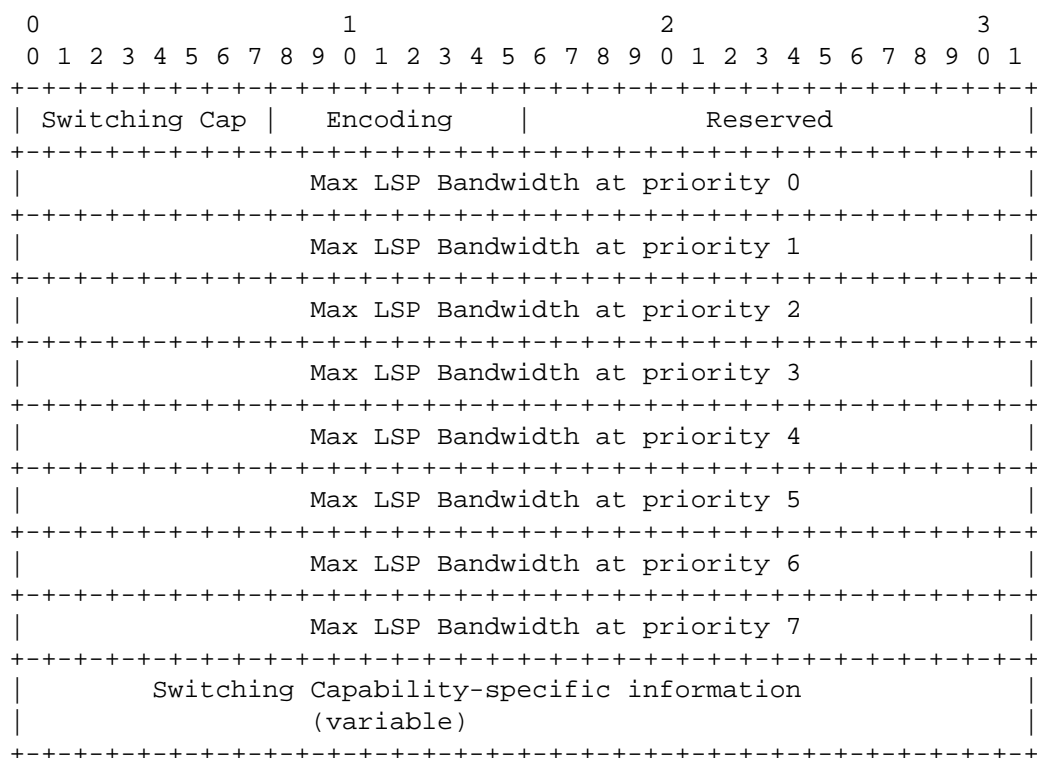 0                   1                   2                   3
 0 1 2 3 4 5 6 7 8 9 0 1 2 3 4 5 6 7 8 9 0 1 2 3 4 5 6 7 8 9 0 1
+-+-+-+-+-+-+-+-+-+-+-+-+-+-+-+-+-+-+-+-+-+-+-+-+-+-+-+-+-+-+-+-+
| Switching Cap |   Encoding    |           Reserved            |
+-+-+-+-+-+-+-+-+-+-+-+-+-+-+-+-+-+-+-+-+-+-+-+-+-+-+-+-+-+-+-+-+
|                  Max LSP Bandwidth at priority 0              |
+-+-+-+-+-+-+-+-+-+-+-+-+-+-+-+-+-+-+-+-+-+-+-+-+-+-+-+-+-+-+-+-+
|                  Max LSP Bandwidth at priority 1              |
+-+-+-+-+-+-+-+-+-+-+-+-+-+-+-+-+-+-+-+-+-+-+-+-+-+-+-+-+-+-+-+-+
|                  Max LSP Bandwidth at priority 2              |
+-+-+-+-+-+-+-+-+-+-+-+-+-+-+-+-+-+-+-+-+-+-+-+-+-+-+-+-+-+-+-+-+
|                  Max LSP Bandwidth at priority 3              |
+-+-+-+-+-+-+-+-+-+-+-+-+-+-+-+-+-+-+-+-+-+-+-+-+-+-+-+-+-+-+-+-+
|                  Max LSP Bandwidth at priority 4              |
+-+-+-+-+-+-+-+-+-+-+-+-+-+-+-+-+-+-+-+-+-+-+-+-+-+-+-+-+-+-+-+-+
|                  Max LSP Bandwidth at priority 5              |
+-+-+-+-+-+-+-+-+-+-+-+-+-+-+-+-+-+-+-+-+-+-+-+-+-+-+-+-+-+-+-+-+
|                  Max LSP Bandwidth at priority 6              |
+-+-+-+-+-+-+-+-+-+-+-+-+-+-+-+-+-+-+-+-+-+-+-+-+-+-+-+-+-+-+-+-+
|                  Max LSP Bandwidth at priority 7              |
+-+-+-+-+-+-+-+-+-+-+-+-+-+-+-+-+-+-+-+-+-+-+-+-+-+-+-+-+-+-+-+-+
|        Switching Capability-specific information              |
|                  (variable)                                   |
+-+-+-+-+-+-+-+-+-+-+-+-+-+-+-+-+-+-+-+-+-+-+-+-+-+-+-+-+-+-+-+-+